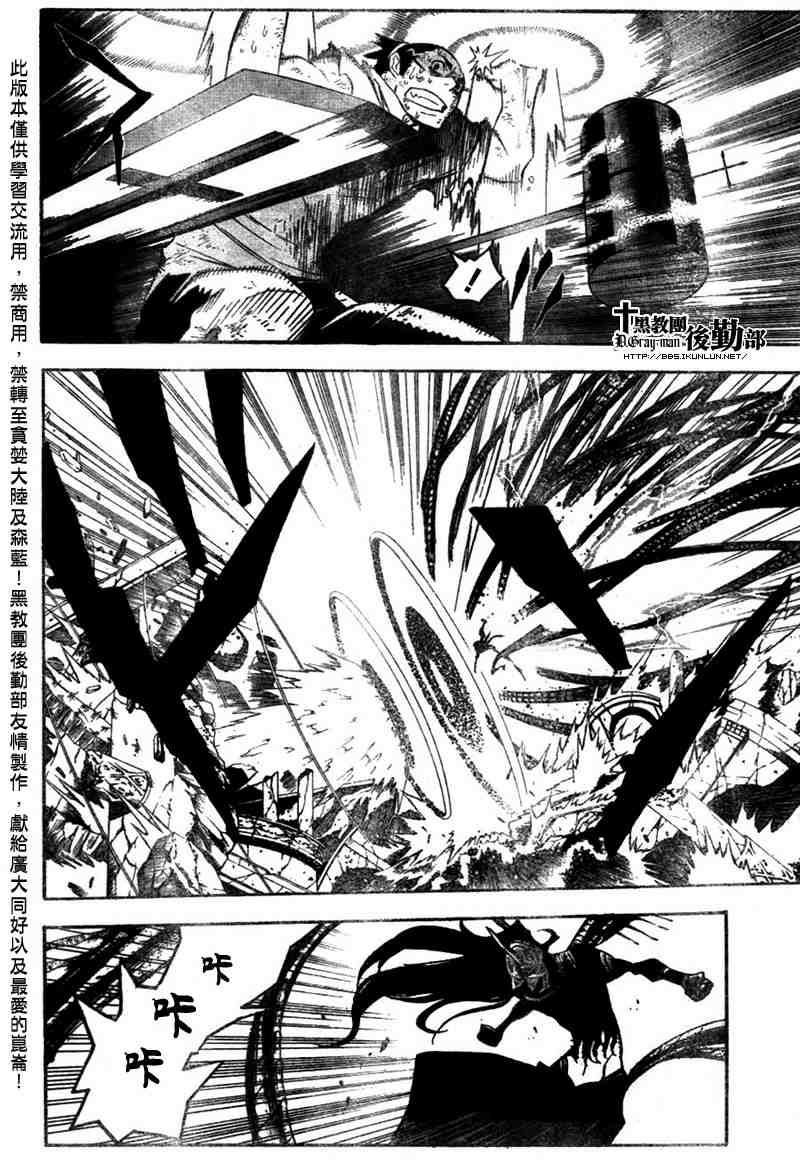 此版本僅供學習交流用，禁商用，禁轉至貪婪大陸及森藍！黑教團後勤部友情製作，獻給廣大同好以及最愛的崑崙！
！
黑教團
D.Gray-man
後勤部
HTTP://BBS.IKUNLUN.NET/
咔
咔
咔